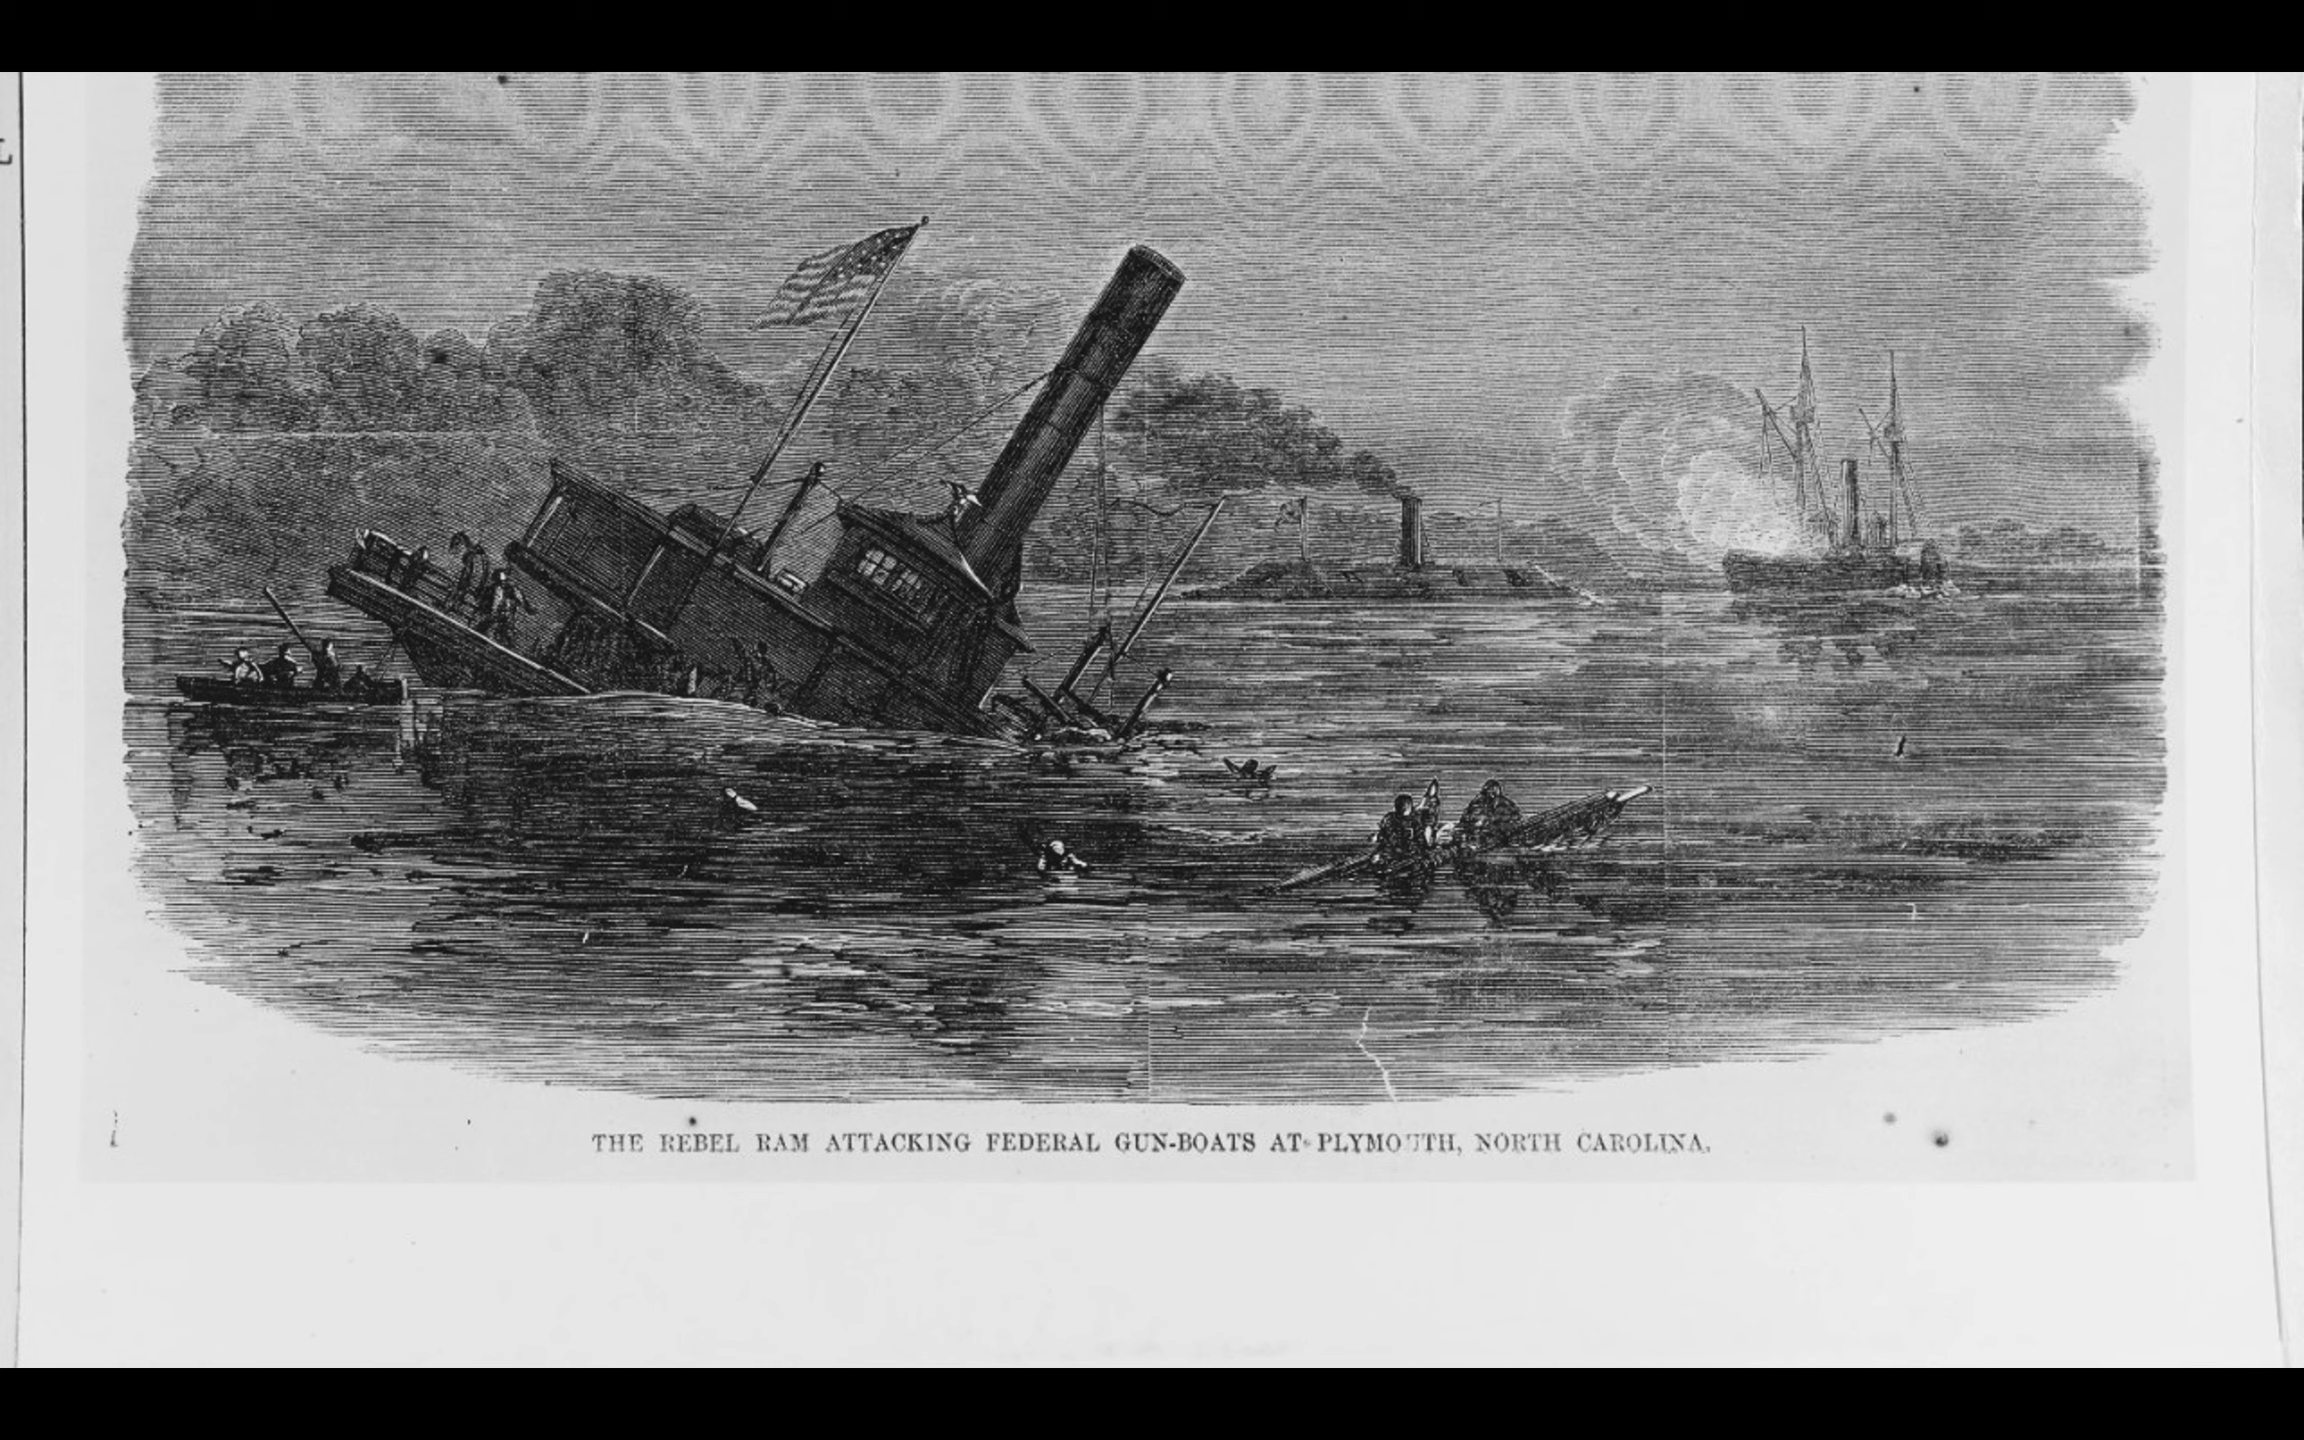 THE REBEL RAM ATTACKING FEDERAL GUN-BOATS AT PLYMOUTH, NORTH CAROLINA.